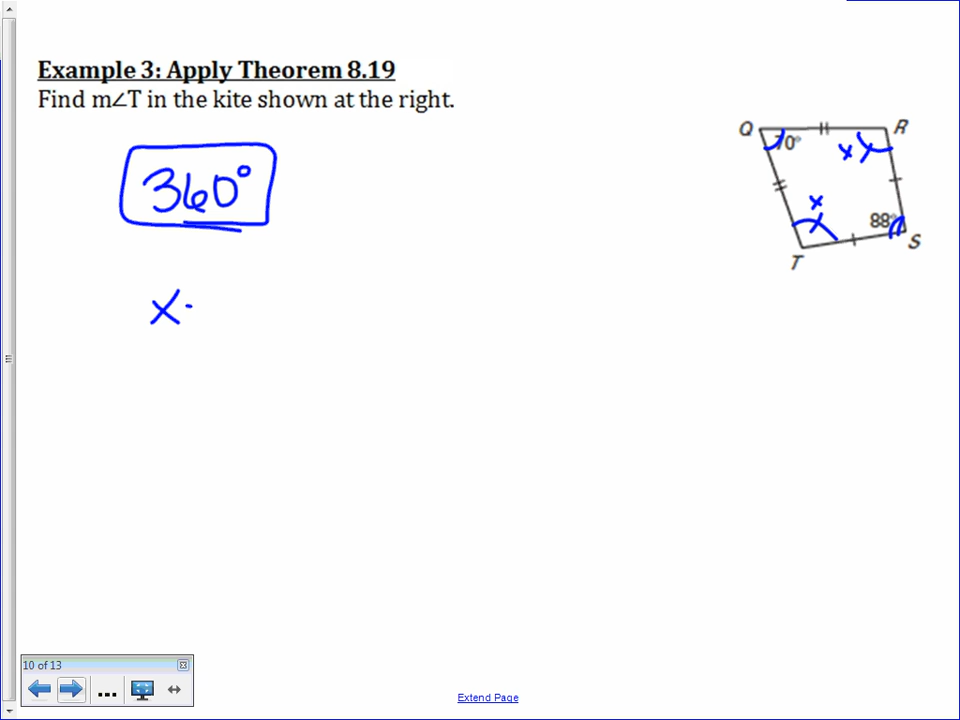 Example 3: Apply Theorem 8.19
Find m∠T in the kite shown at the right.
360°
x
Q
70°
R
x
x
88°
S
T
10 of 13
...
Extend Page